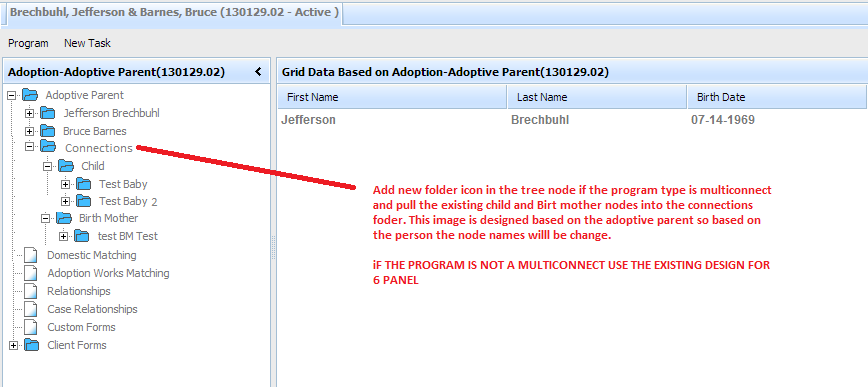 Brechbuhl, Jefferson & Barnes, Bruce (130129.02 - Active )
Program New Task
Adoption-Adoptive Parent(130129.02)
Grid Data Based on Adoption-Adoptive Parent(130129.02)
First Name Last Name Birth Date
Jefferson Brechbuhl 07-14-1969
Adoptive Parent
Jefferson Brechbuhl
Bruce Barnes
Connections
Child
Test Baby
Test Baby 2
Birth Mother
test BM Test
Domestic Matching
Adoption Works Matching
Relationships
Case Relationships
Custom Forms
Client Forms
Add new folder icon in the tree node if the program type is multiconnect
and pull the existing child and Birt mother nodes into the connections
foder. This image is designed based on the adoptive parent so based on
the person the node names willl be change.
iF THE PROGRAM IS NOT A MULTICONNECT USE THE EXISTING DESIGN FOR
6 PANEL